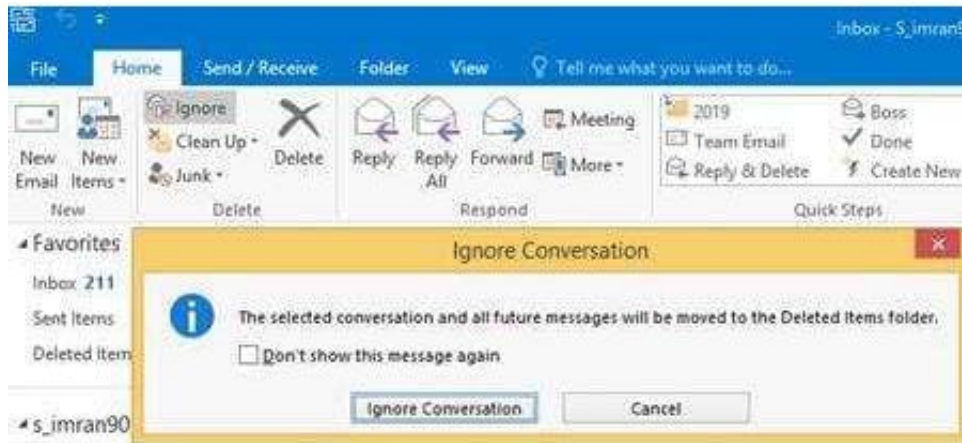 Inbox - S_imran9
File Home Send / Receive Folder View Tell me what you want to do...
New Email
New Items
Ignore
Clean Up
Junk
Delete
Reply
Reply All
Forward
Meeting
More
2019
Team Email
Reply & Delete
Boss
Done
Create New
New Delete Respond Quick Steps
Favorites
Inbox 211
Sent Items
Deleted Item
s_imran90
Ignore Conversation
The selected conversation and all future messages will be moved to the Deleted Items folder.
Don't show this message again
Ignore Conversation Cancel